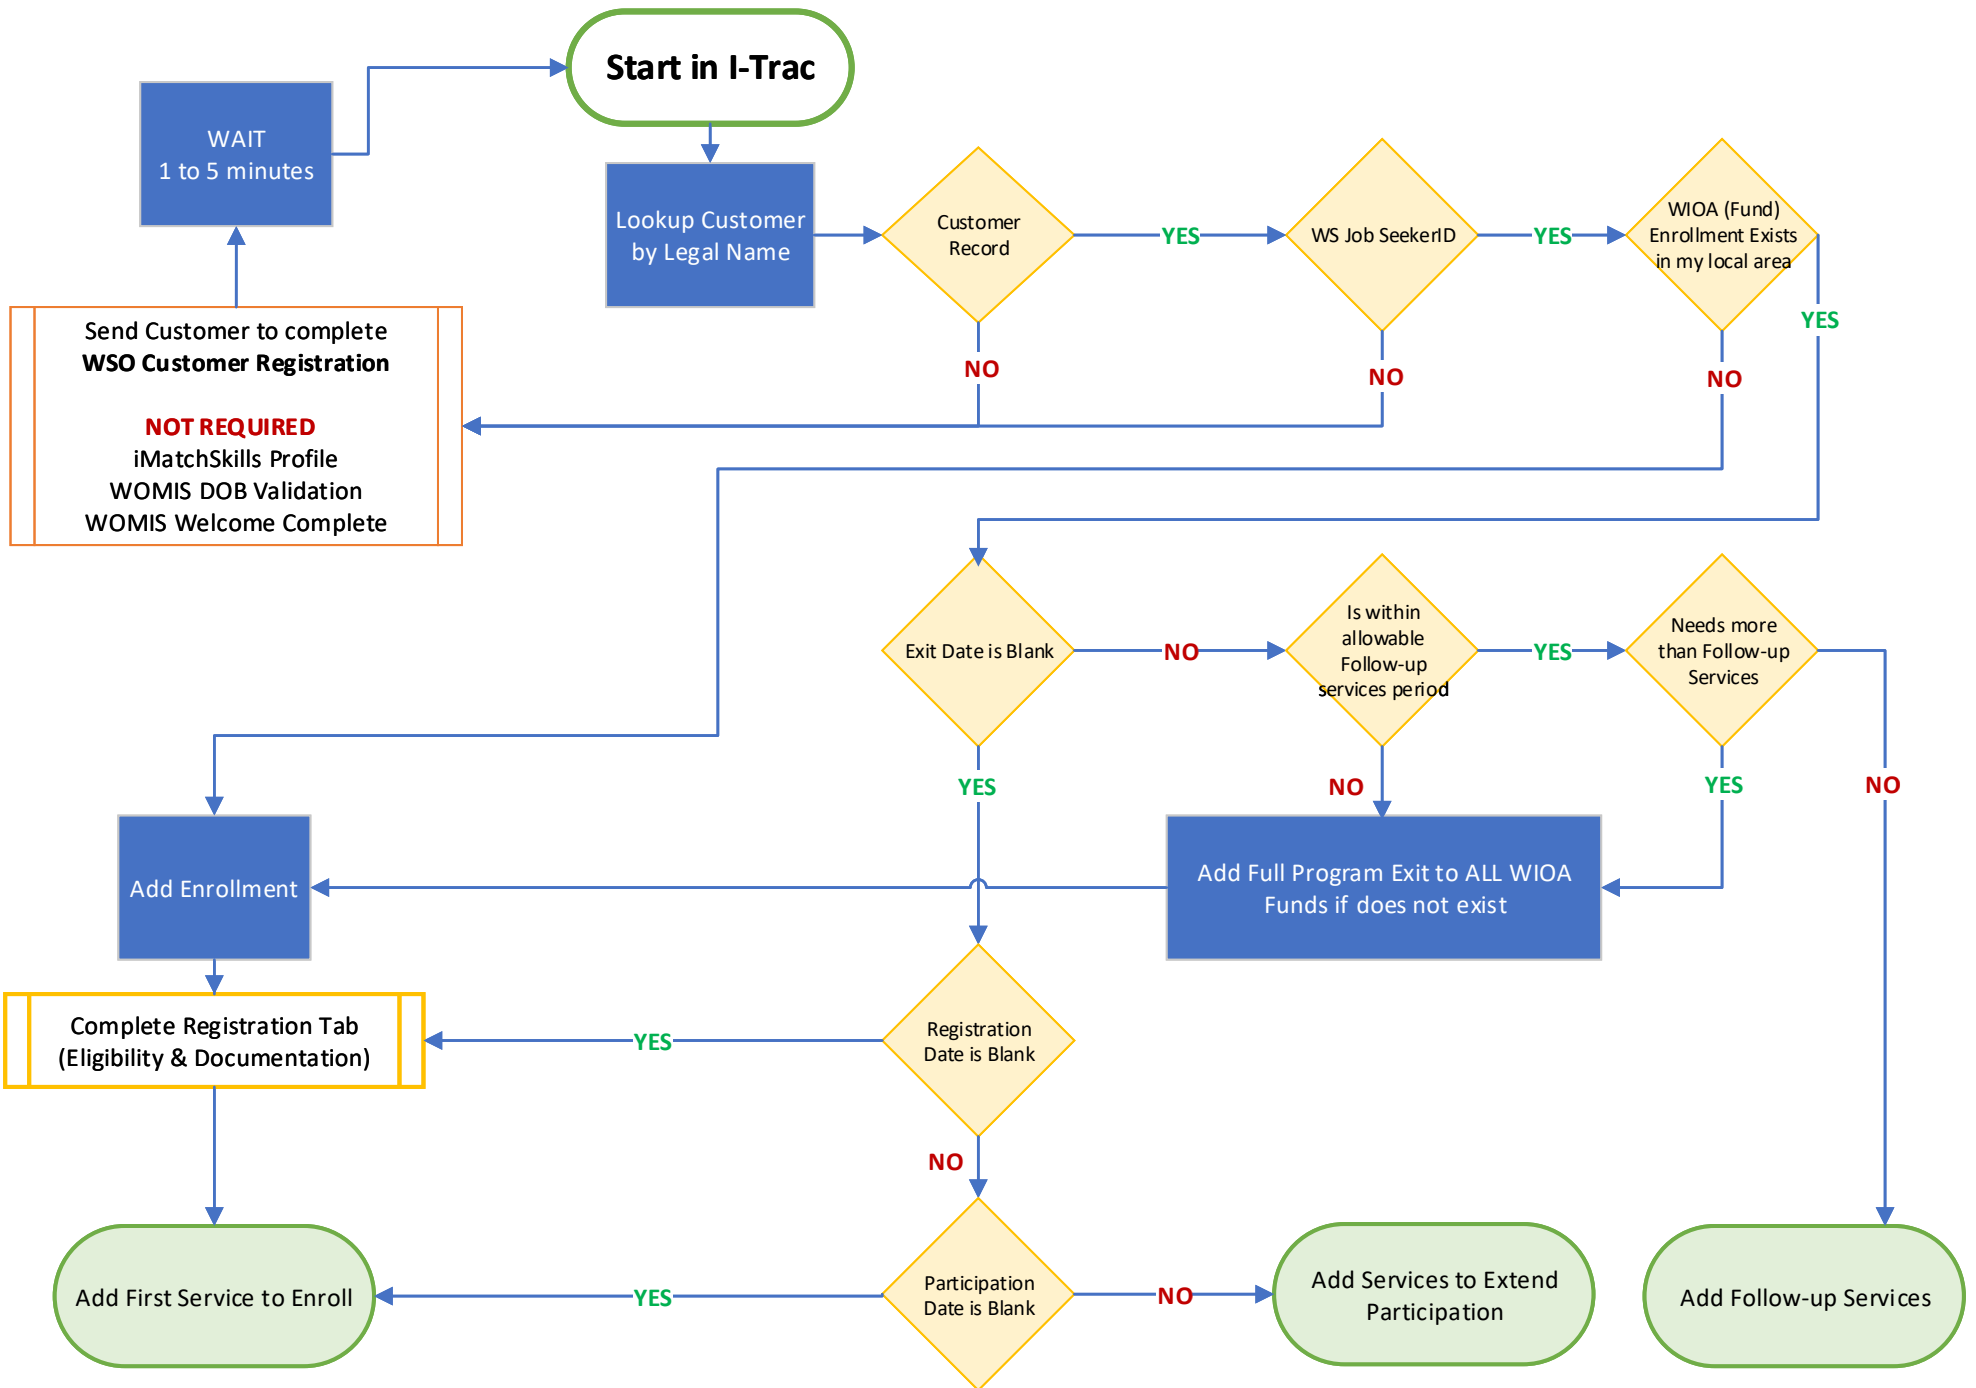 Start in I-Trac
WAIT
1 to 5 minutes
Lookup Customer
by Legal Name
Customer
Record
YES
WS Job SeekerID
YES
WIOA (Fund)
Enrollment Exists
in my local area
YES
NO
NO
NO
Send Customer to complete
WSO Customer Registration
NOT REQUIRED
iMatchSkills Profile
WOMIS DOB Validation
WOMIS Welcome Complete
Exit Date is Blank
NO
Is within
allowable
Follow-up
services period
YES
Needs more
than Follow-up
Services
YES
NO
YES
NO
Add Enrollment
Add Full Program Exit to ALL WIOA
Funds if does not exist
Complete Registration Tab
(Eligibility & Documentation)
YES
Registration
Date is Blank
NO
Add First Service to Enroll
YES
Participation
Date is Blank
NO
Add Services to Extend
Participation
Add Follow-up Services